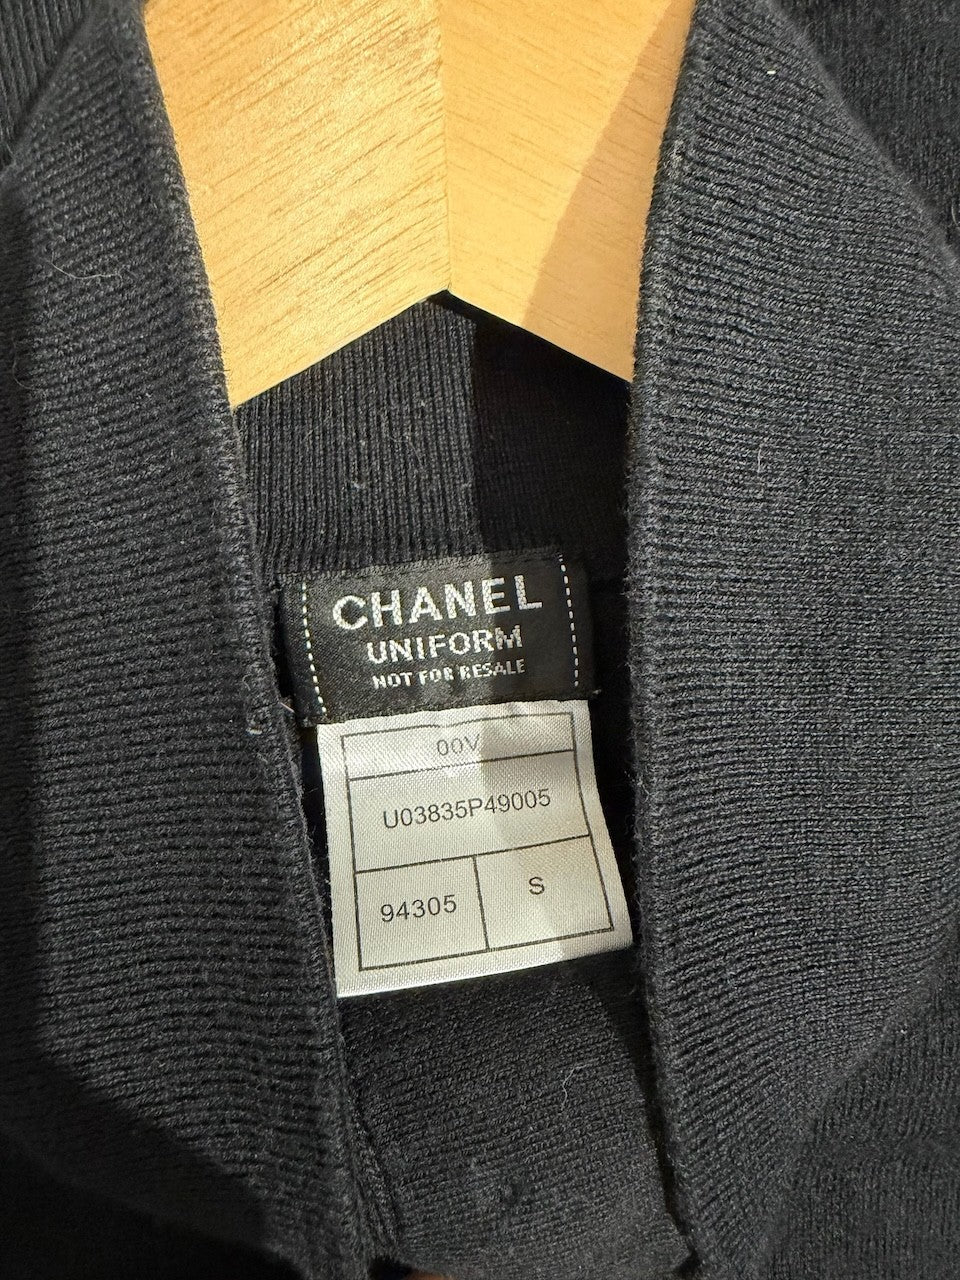 CHANEL
UNIFORM
NOT FOR RESALE
00V
U03835P49005
94305
S